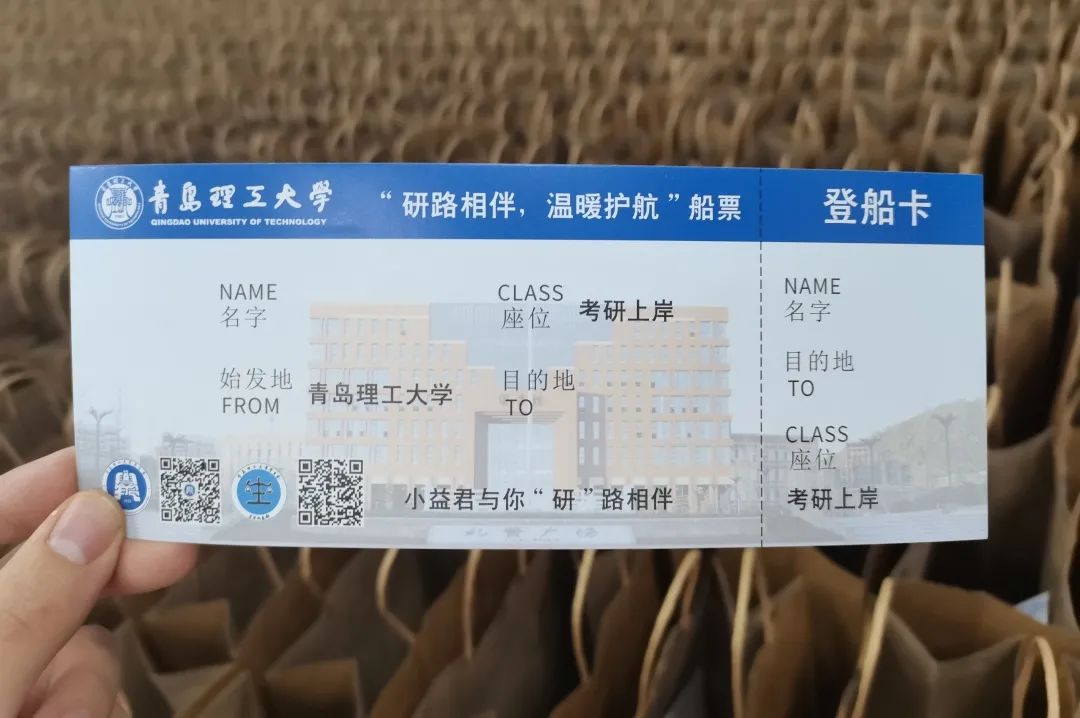 青島理工大學
QINGDAO UNIVERSITY OF TECHNOLOGY
“研路相伴，温暖护航”船票
登船卡
NAME
名字
CLASS
座位
考研上岸
始发地
FROM
青岛理工大学
目的地
TO
小益君与你“研”路相伴
NAME
名字
目的地
TO
CLASS
座位
考研上岸